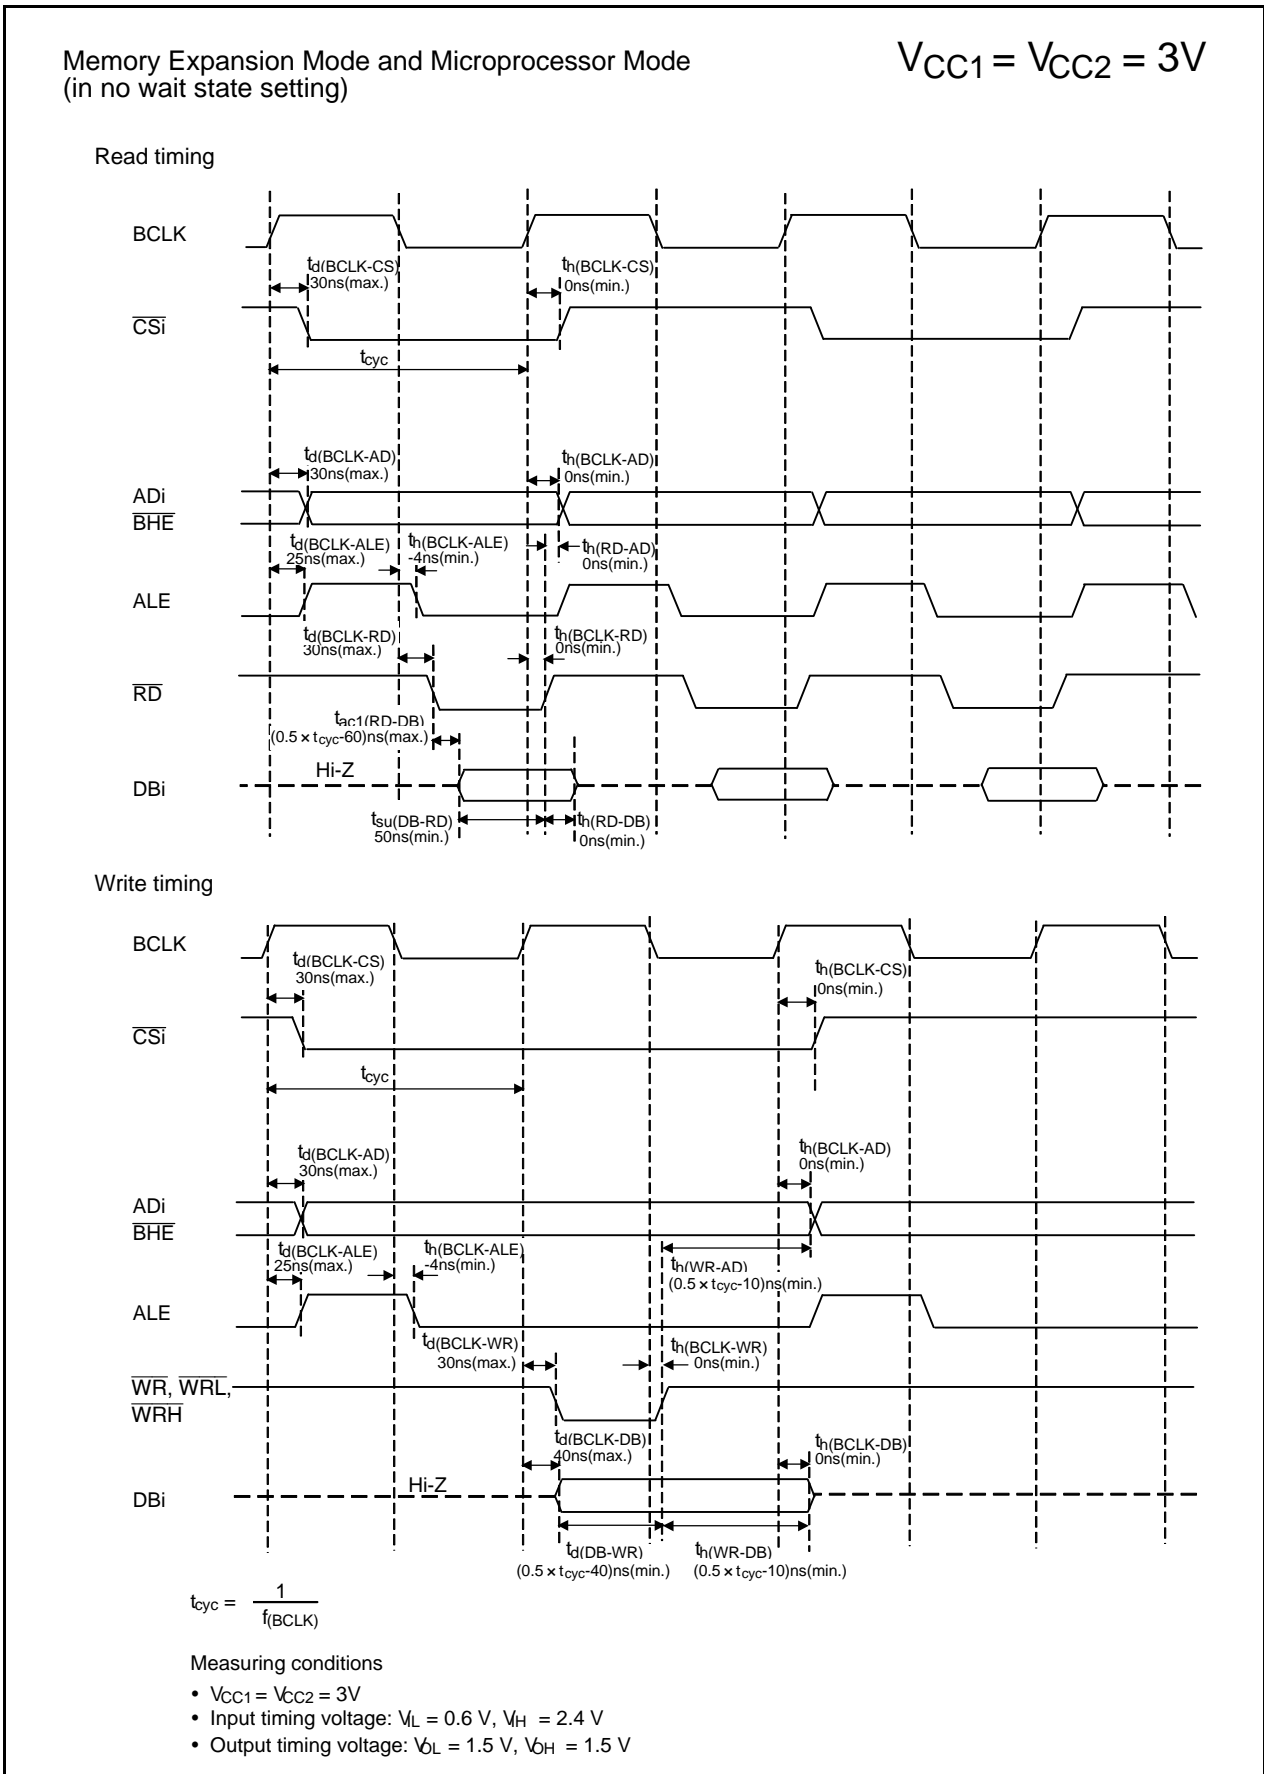 Memory Expansion Mode and Microprocessor Mode
(in no wait state setting)
VCC1 = VCC2 = 3V
Read timing
BCLK
td(BCLK-CS)
30ns(max.)
th(BCLK-CS)
0ns(min.)
CSi
tcyc
td(BCLK-AD)
30ns(max.)
th(BCLK-AD)
0ns(min.)
ADi
BHE
td(BCLK-ALE)
25ns(max.)
th(BCLK-ALE)
-4ns(min.)
th(RD-AD)
0ns(min.)
ALE
td(BCLK-RD)
30ns(max.)
th(BCLK-RD)
0ns(min.)
RD
tac1(RD-DB)
(0.5 × tcyc-60)ns(max.)
Hi-Z
DBi
tsu(DB-RD)
50ns(min.)
th(RD-DB)
0ns(min.)
Write timing
BCLK
td(BCLK-CS)
30ns(max.)
th(BCLK-CS)
0ns(min.)
CSi
tcyc
td(BCLK-AD)
30ns(max.)
th(BCLK-AD)
0ns(min.)
ADi
BHE
td(BCLK-ALE)
25ns(max.)
th(BCLK-ALE)
-4ns(min.)
th(WR-AD)
(0.5 × tcyc-10)ns(min.)
ALE
td(BCLK-WR)
30ns(max.)
th(BCLK-WR)
0ns(min.)
WR, WRL,
WRH
td(BCLK-DB)
40ns(max.)
th(BCLK-DB)
0ns(min.)
Hi-Z
DBi
td(DB-WR)
(0.5 × tcyc-40)ns(min.)
th(WR-DB)
(0.5 × tcyc-10)ns(min.)
tcyc = 1
f(BCLK)
Measuring conditions
• VCC1 = VCC2 = 3V
• Input timing voltage: VIL = 0.6 V, VIH = 2.4 V
• Output timing voltage: VOL = 1.5 V, VOH = 1.5 V